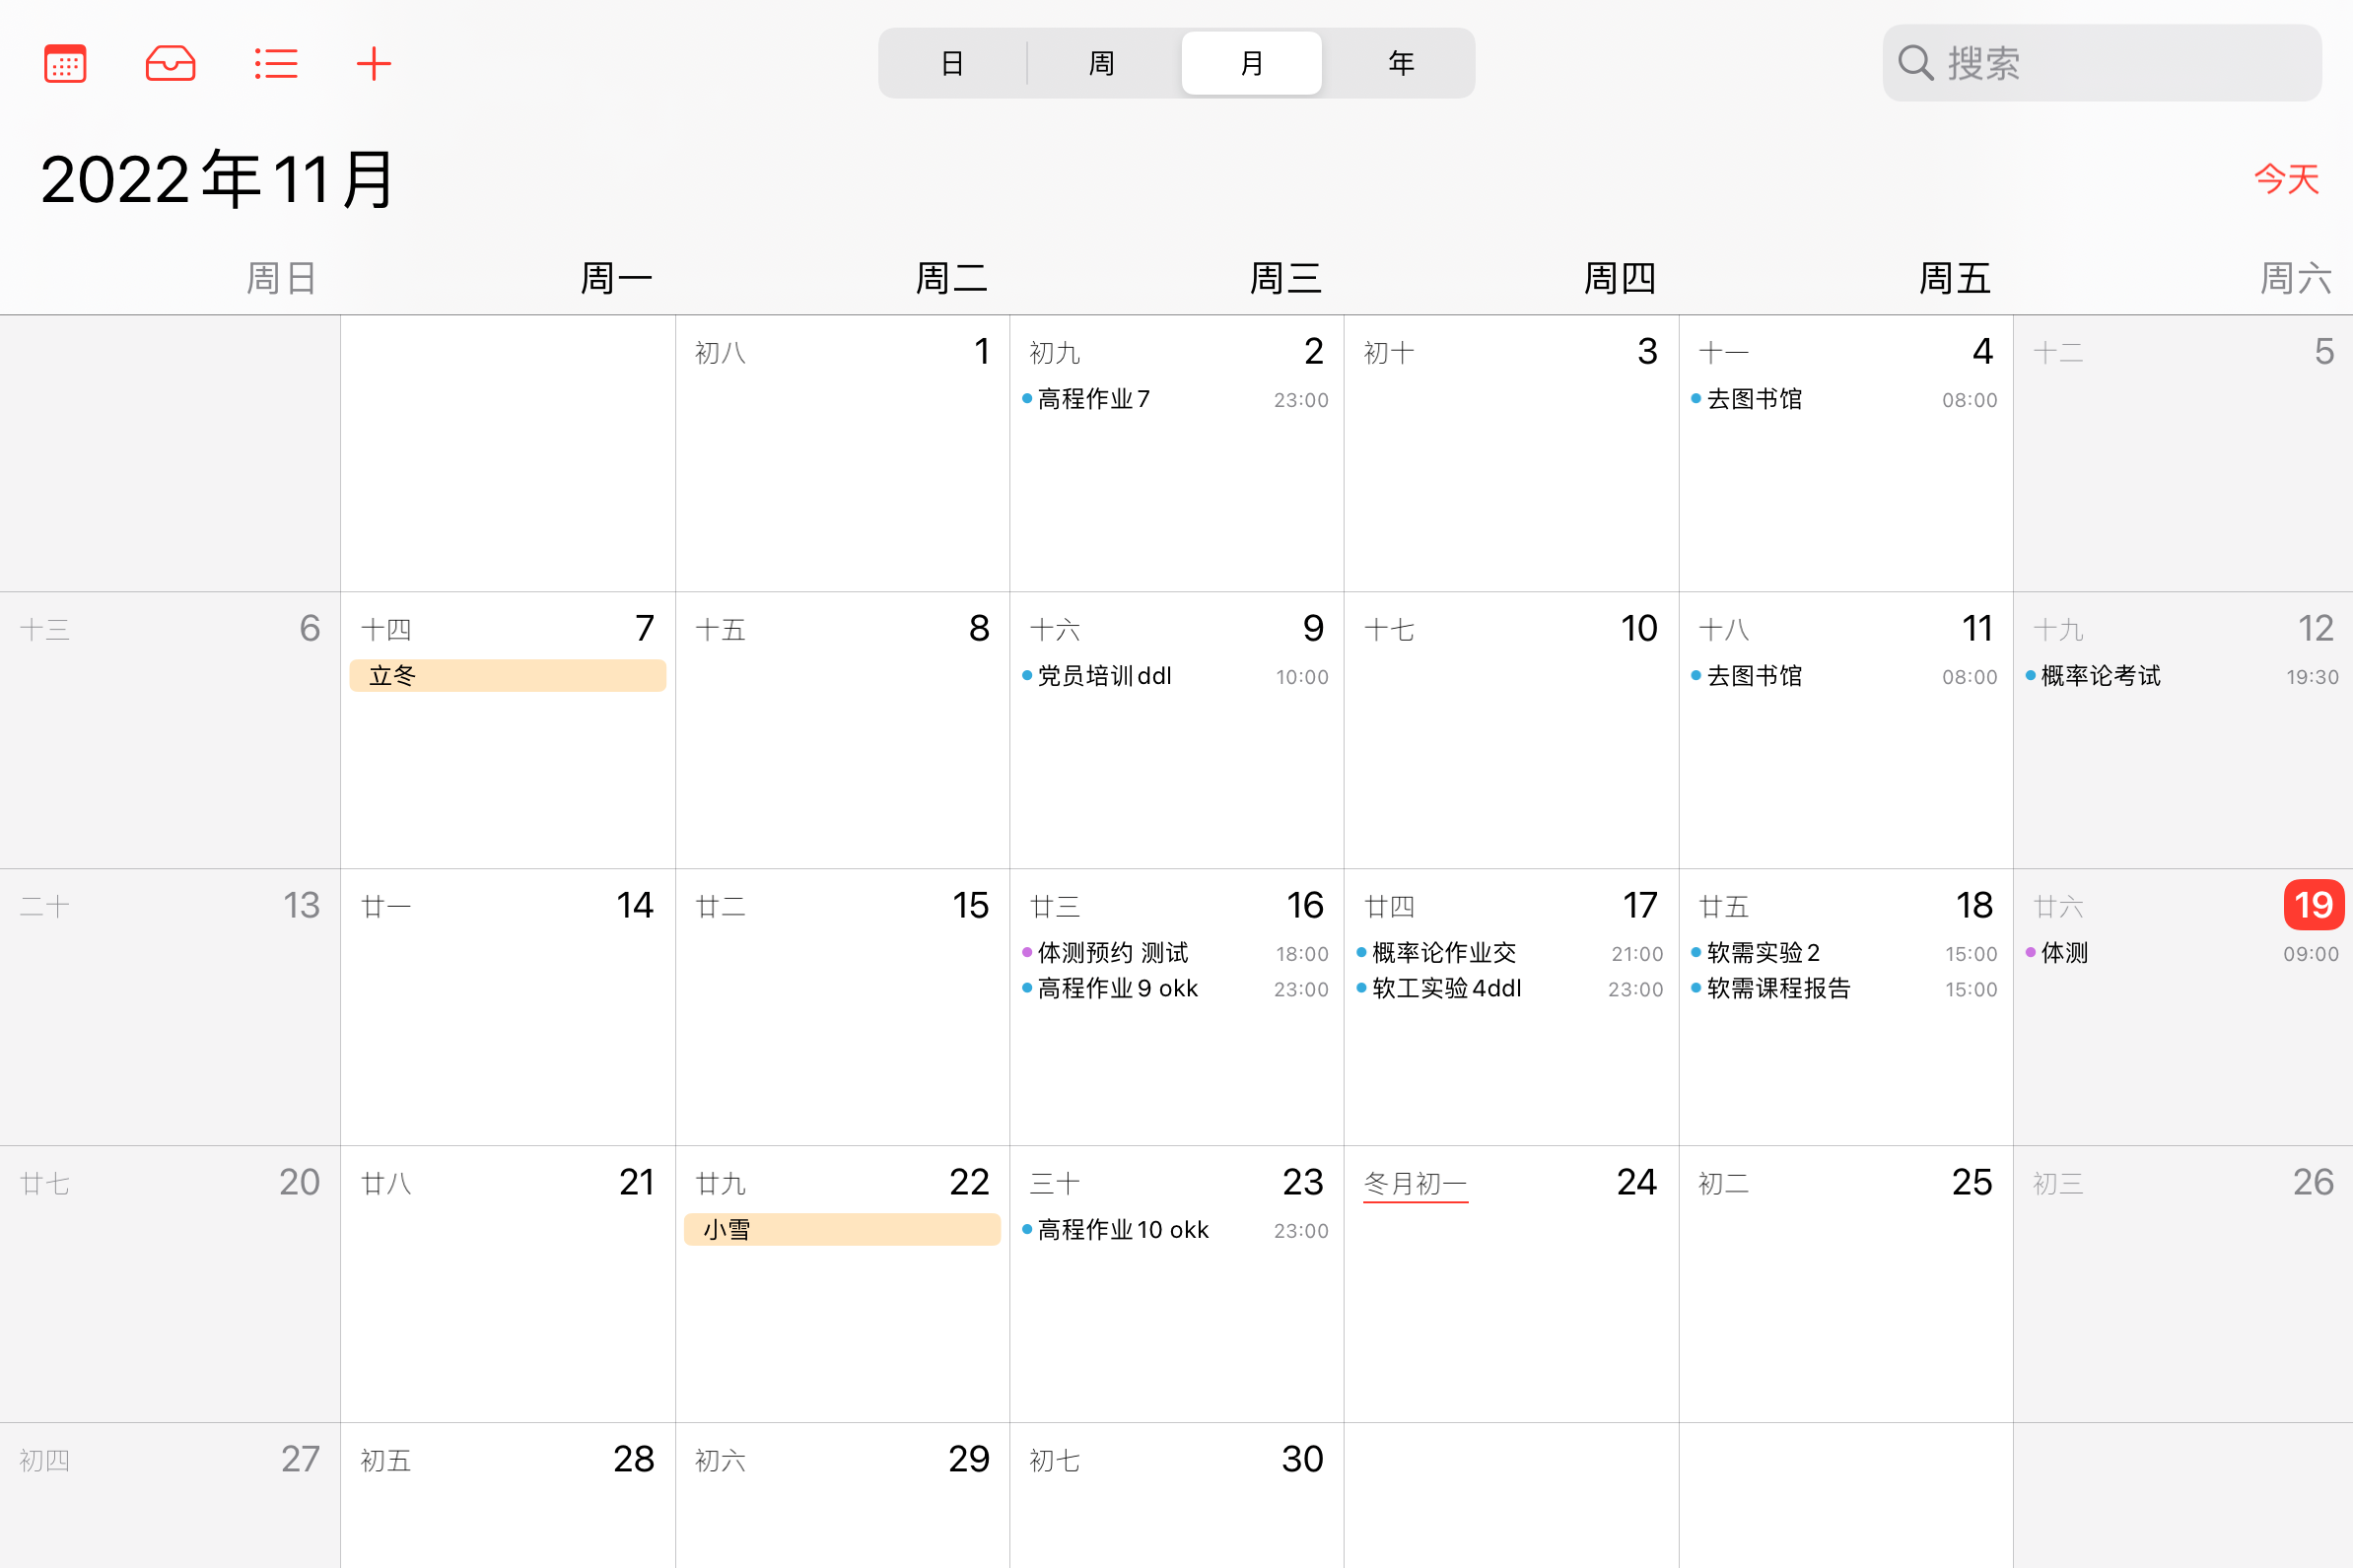 日 周 月 年 搜索
2022年11月 今天
周日 周一 周二 周三 周四 周五 周六
初八 1 初九 2 初十 3 十一 4 十二 5
高程作业7 23:00 去图书馆 08:00
十三 6 十四 7 十五 8 十六 9 十七 10 十八 11 十九 12
立冬 党员培训ddl 10:00 去图书馆 08:00 概率论考试 19:30
二十 13 廿一 14 廿二 15 廿三 16 廿四 17 廿五 18 廿六 19
体测预约 测试 18:00 概率论作业交 21:00 软需实验2 15:00 体测 09:00
高程作业9 okk 23:00 软工实验4ddl 23:00 软需课程报告 15:00
廿七 20 廿八 21 廿九 22 三十 23 冬月初一 24 初二 25 初三 26
小雪 高程作业10 okk 23:00
初四 27 初五 28 初六 29 初七 30